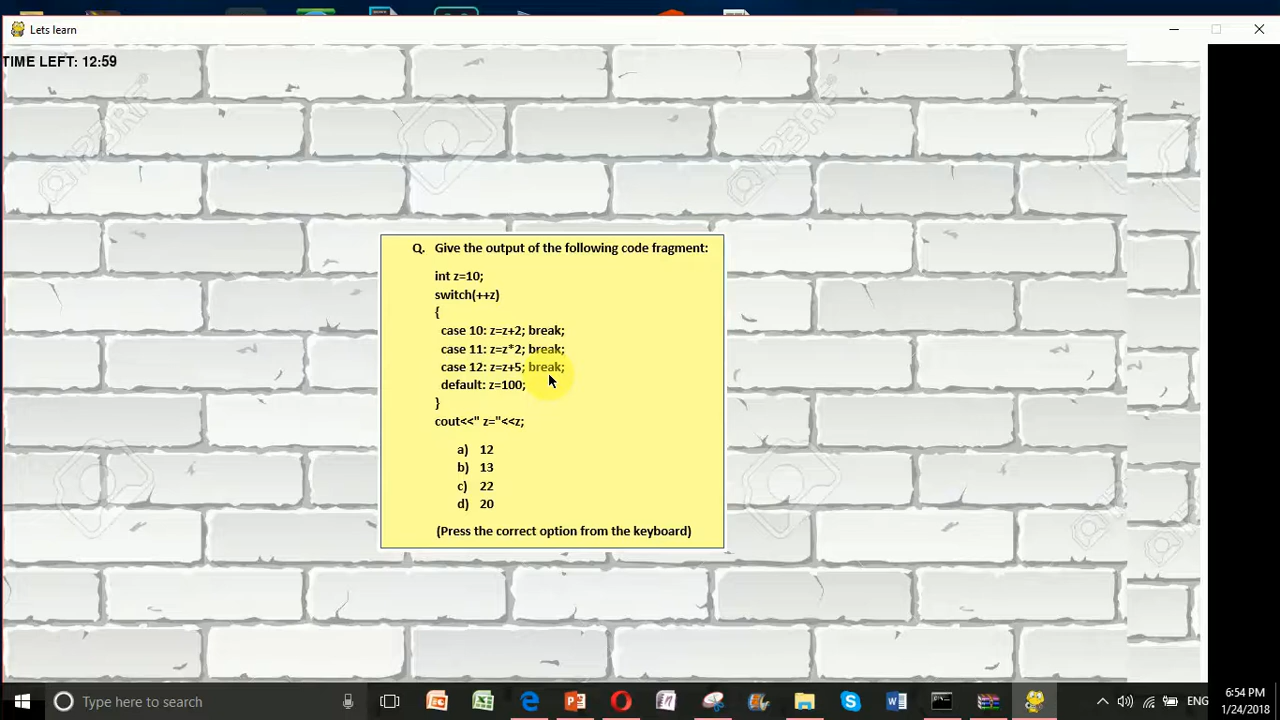 Lets learn
TIME LEFT: 12:59
Q. Give the output of the following code fragment:
int z=10;
switch(++z)
{
case 10: z=z+2; break;
case 11: z=z*2; break;
case 12: z=z+5; break;
default: z=100;
}
cout<<" z="<<z;
a) 12
b) 13
c) 22
d) 20
(Press the correct option from the keyboard)
123RF
123RF
Type here to search
ENG
6:54 PM
1/24/2018